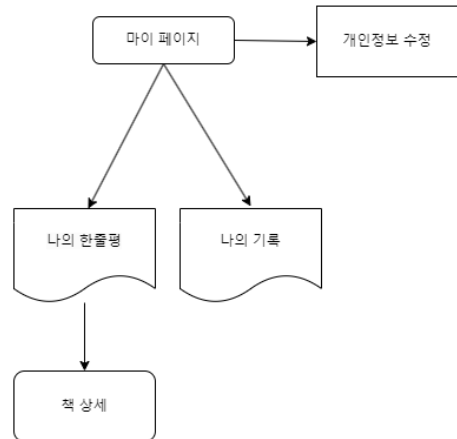 마이 페이지
개인정보 수정
나의 한줄평
나의 기록
책 상세